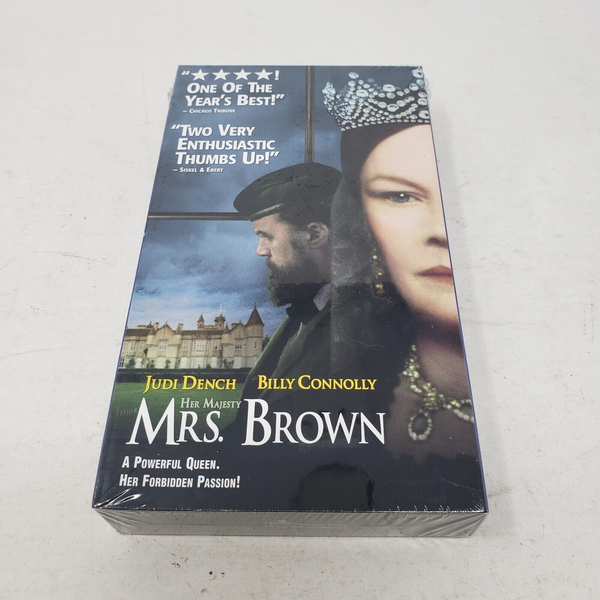 "★★★★!
ONE OF THE
YEAR'S BEST!"
– CHICAGO TRIBUNE
"TWO VERY
ENTHUSIASTIC
THUMBS UP!"
– SISKEL & EBERT
JUDI DENCH BILLY CONNOLLY
HER MAJESTY
MRS. BROWN
A POWERFUL QUEEN.
HER FORBIDDEN PASSION!